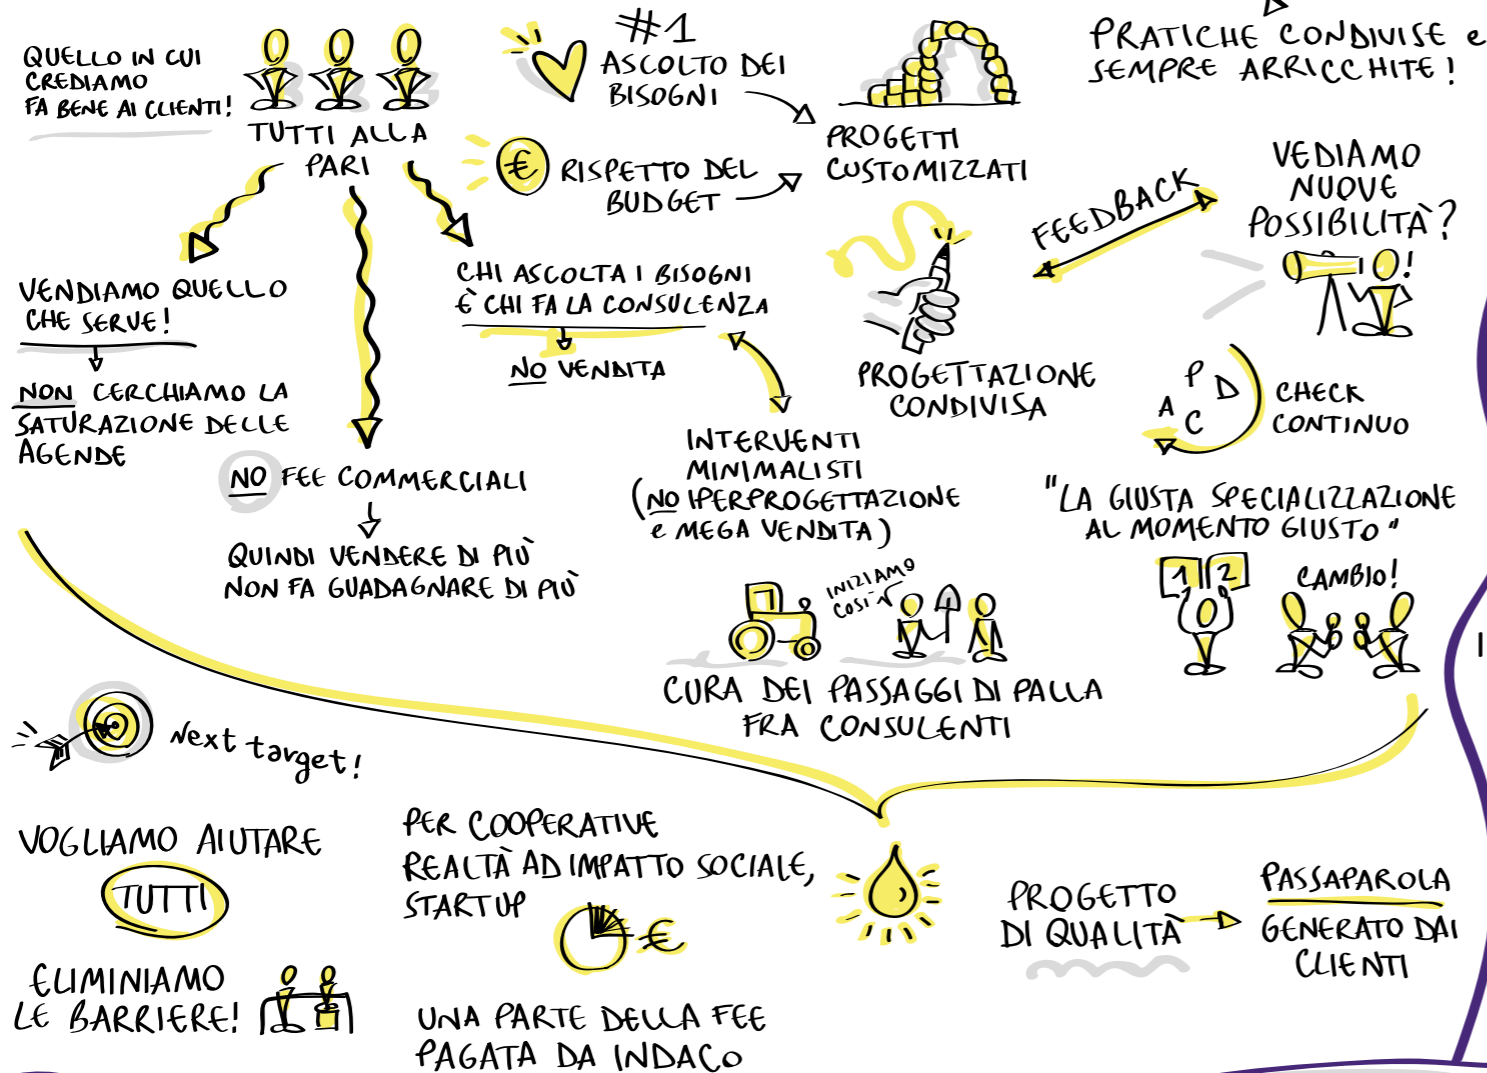 QUELLO IN CUI
CREDIAMO
FA BENE AI CLIENTI!
TUTTI ALLA
PARI
#1
ASCOLTO DEI
BISOGNI
€
RISPETTO DEL
BUDGET
PROGETTI
CUSTOMIZZATI
PRATICHE CONDIVISE e
SEMPRE ARRICCHITE!
VEDIAMO
NUOVE
POSSIBILITÀ?
!
FEEDBACK
VENDIAMO QUELLO
CHE SERVE!
NON CERCHIAMO LA
SATURAZIONE DELLE
AGENDE
NO FEE COMMERCIALI
QUINDI VENDERE DI PIÙ
NON FA GUADAGNARE DI PIÙ
CHI ASCOLTA I BISOGNI
È CHI FA LA CONSULENZA
NO VENDITA
INTERVENTI
MINIMALISTI
(NO IPERPROGETTAZIONE
e MEGA VENDITA)
PROGETTAZIONE
CONDIVISA
P
D
C
A
CHECK
CONTINUO
"LA GIUSTA SPECIALIZZAZIONE
AL MOMENTO GIUSTO"
1 2
CAMBIO!
INIZIAMO
COSÌ
CURA DEI PASSAGGI DI PALLA
FRA CONSULENTI
Next target!
VOGLIAMO AIUTARE
TUTTI
ELIMINIAMO
LE BARRIERE!
PER COOPERATIVE
REALTÀ AD IMPATTO SOCIALE,
STARTUP
€
UNA PARTE DELLA FEE
PAGATA DA INDACO
PROGETTO
DI QUALITÀ
PASSAPAROLA
GENERATO DAI
CLIENTI